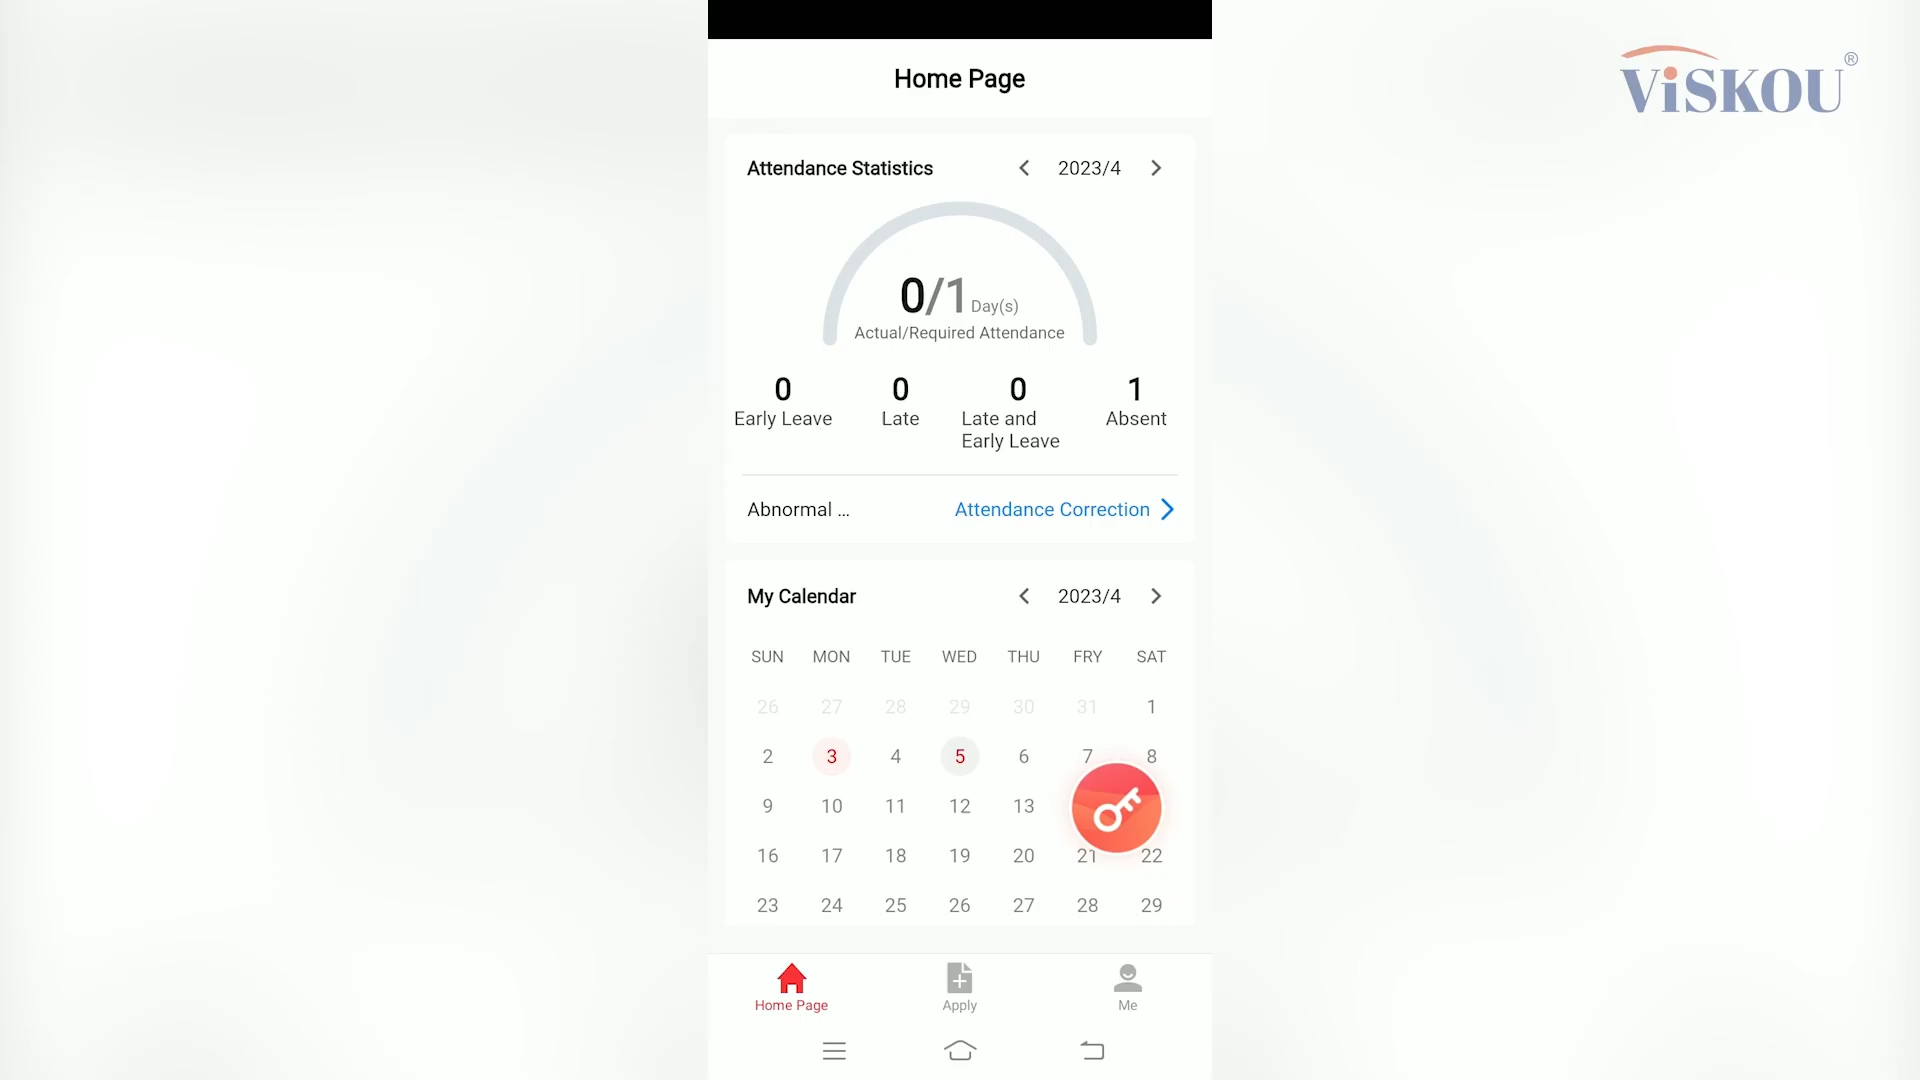 ViSKOU®
Home Page
Attendance Statistics 2023/4
0/1 Day(s)
Actual/Required Attendance
0 0 0 1
Early Leave Late Late and Early Leave Absent
Abnormal ... Attendance Correction
My Calendar 2023/4
SUN MON TUE WED THU FRY SAT
26 27 28 29 30 31 1
2 3 4 5 6 7 8
9 10 11 12 13
16 17 18 19 20 21 22
23 24 25 26 27 28 29
Home Page Apply Me